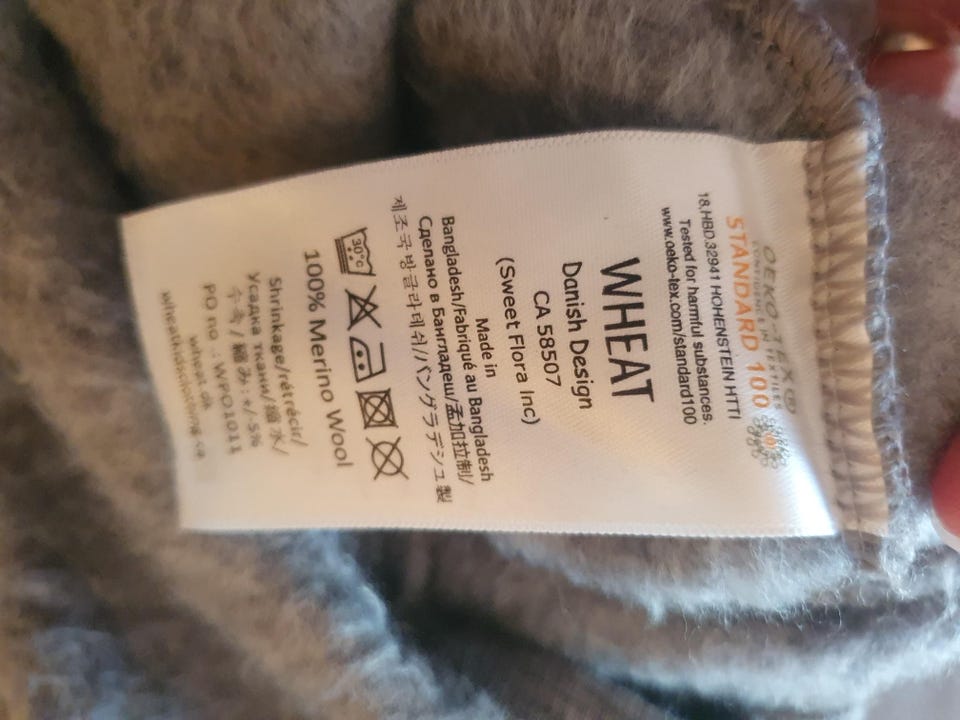 OEKO-TEX®
CONFIDENCE IN TEXTILES
STANDARD 100
18.HBD.32941 HOHENSTEIN HTTI
Tested for harmful substances.
www.oeko-tex.com/standard100
WHEAT
Danish Design
CA 58507
(Sweet Flora Inc)
Made in
Bangladesh/Fabriqué au Bangladesh
Сделано в Бангладеш/孟加拉制/
제조국방글라데쉬/バングラデシュ製
30°C
100% Merino Wool
Shrinkage/rétrécir/
Усадка ткани/縮水/
수축/縮み:+/-5%
PO no.:WPO1011
wheat.dk
wheatkidsclothing.ca